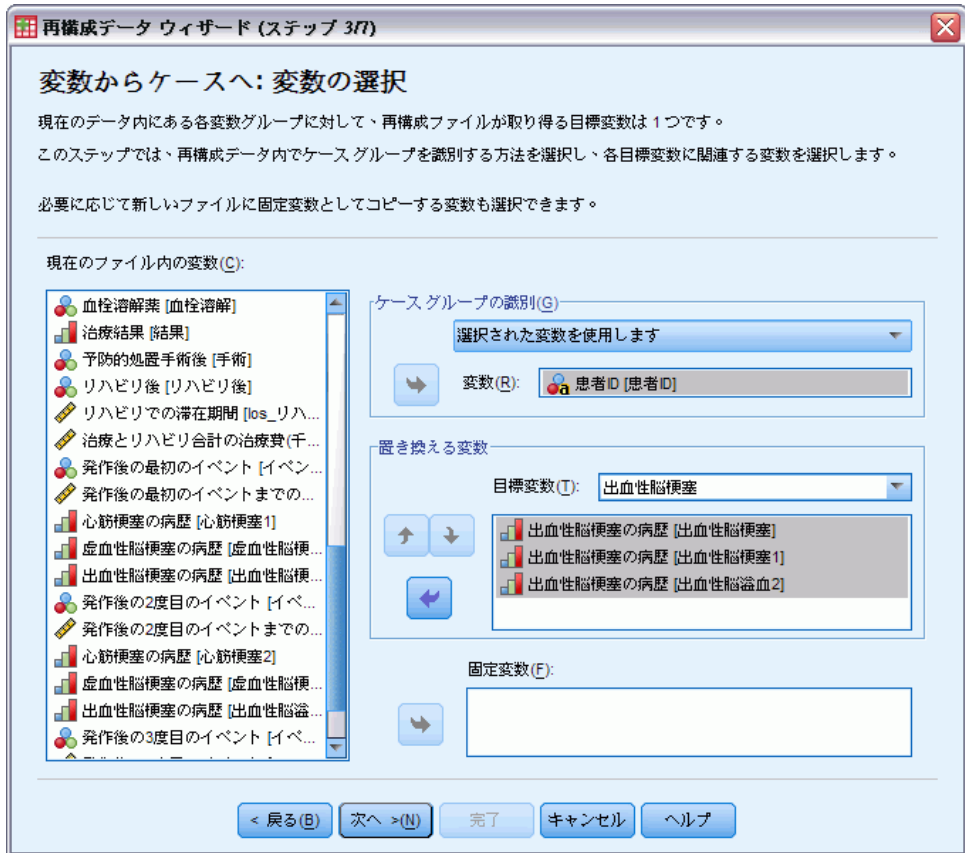 再構成データ ウィザード (ステップ 3/7)
変数からケースへ: 変数の選択
現在のデータ内にある各変数グループに対して、再構成ファイルが取り得る目標変数は 1 つです。
このステップでは、再構成データ内でケース グループを識別する方法を選択し、各目標変数に関連する変数を選択します。
必要に応じて新しいファイルに固定変数としてコピーする変数も選択できます。
現在のファイル内の変数(C):
血栓溶解薬 [血栓溶解]
治療結果 [結果]
予防的処置手術後 [手術]
リハビリ後 [リハビリ後]
リハビリでの滞在期間 [los_リハ...
治療とリハビリ合計の治療費(千...
発作後の最初のイベント [イベン...
発作後の最初のイベントまでの...
心筋梗塞の病歴 [心筋梗塞1]
虚血性脳梗塞の病歴 [虚血性脳梗...
出血性脳梗塞の病歴 [出血性脳梗...
発作後の2度目のイベント [イベ...
発作後の2度目のイベントまでの...
心筋梗塞の病歴 [心筋梗塞2]
虚血性脳梗塞の病歴 [虚血性脳梗...
出血性脳梗塞の病歴 [出血性脳溢...
発作後の3度目のイベント [イベ...
ケース グループの識別(G)
選択された変数を使用します
変数(R):
患者ID [患者ID]
置き換える変数
目標変数(T):
出血性脳梗塞
出血性脳梗塞の病歴 [出血性脳梗塞]
出血性脳梗塞の病歴 [出血性脳梗塞1]
出血性脳梗塞の病歴 [出血性脳溢血2]
固定変数(F):
< 戻る(B)
次へ >(N)
完了
キャンセル
ヘルプ